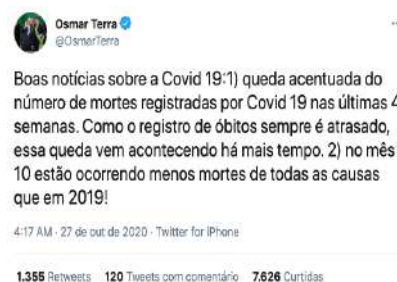 Osmar Terra
@OsmarTerra
Boas notícias sobre a Covid 19:1) queda acentuada do
número de mortes registradas por Covid 19 nas últimas 4
semanas. Como o registro de óbitos sempre é atrasado,
essa queda vem acontecendo há mais tempo. 2) no mês
10 estão ocorrendo menos mortes de todas as causas
que em 2019!
4:17 AM · 27 de out de 2020 · Twitter for iPhone
1.355 Retweets 120 Tweets com comentário 7.626 Curtidas